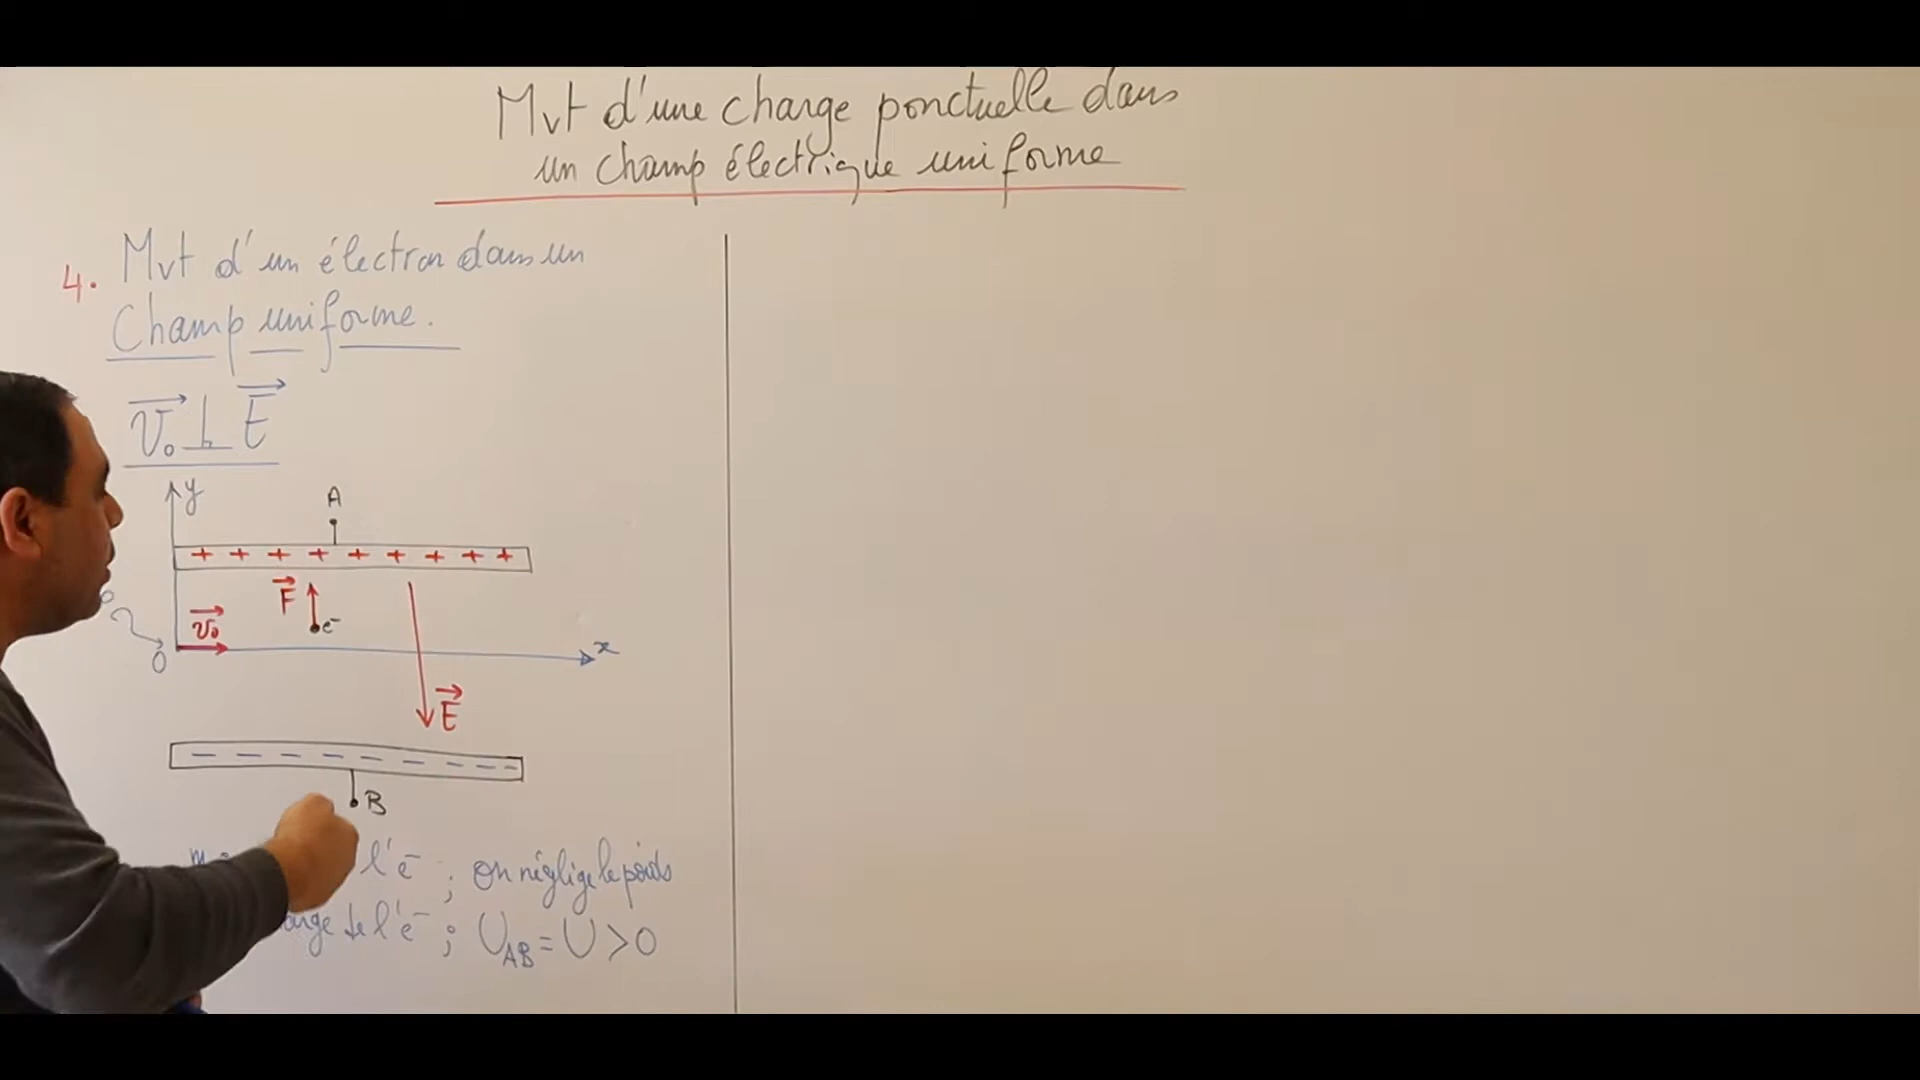 Mvt d'une charge ponctuelle dans
un champ électrique uniforme
4. Mvt d'un électron dans un
Champ uniforme.
V₀ ⊥ E
y
A
+ + + + + + + + +
F
e⁻
v₀
O
x
E
- - - - - - - - -
B
l'e⁻ ; on néglige le poids
de l'e⁻ ; U_AB = U > 0